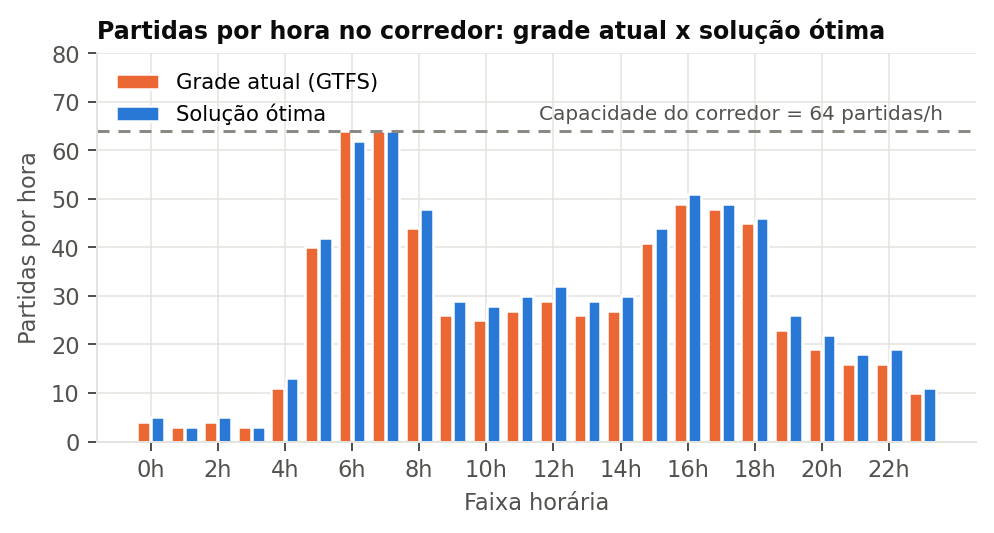 Partidas por hora no corredor: grade atual x solução ótima
80
70
60
50
40
30
20
10
0
Partidas por hora
Grade atual (GTFS)
Solução ótima
Capacidade do corredor = 64 partidas/h
0h 2h 4h 6h 8h 10h 12h 14h 16h 18h 20h 22h
Faixa horária